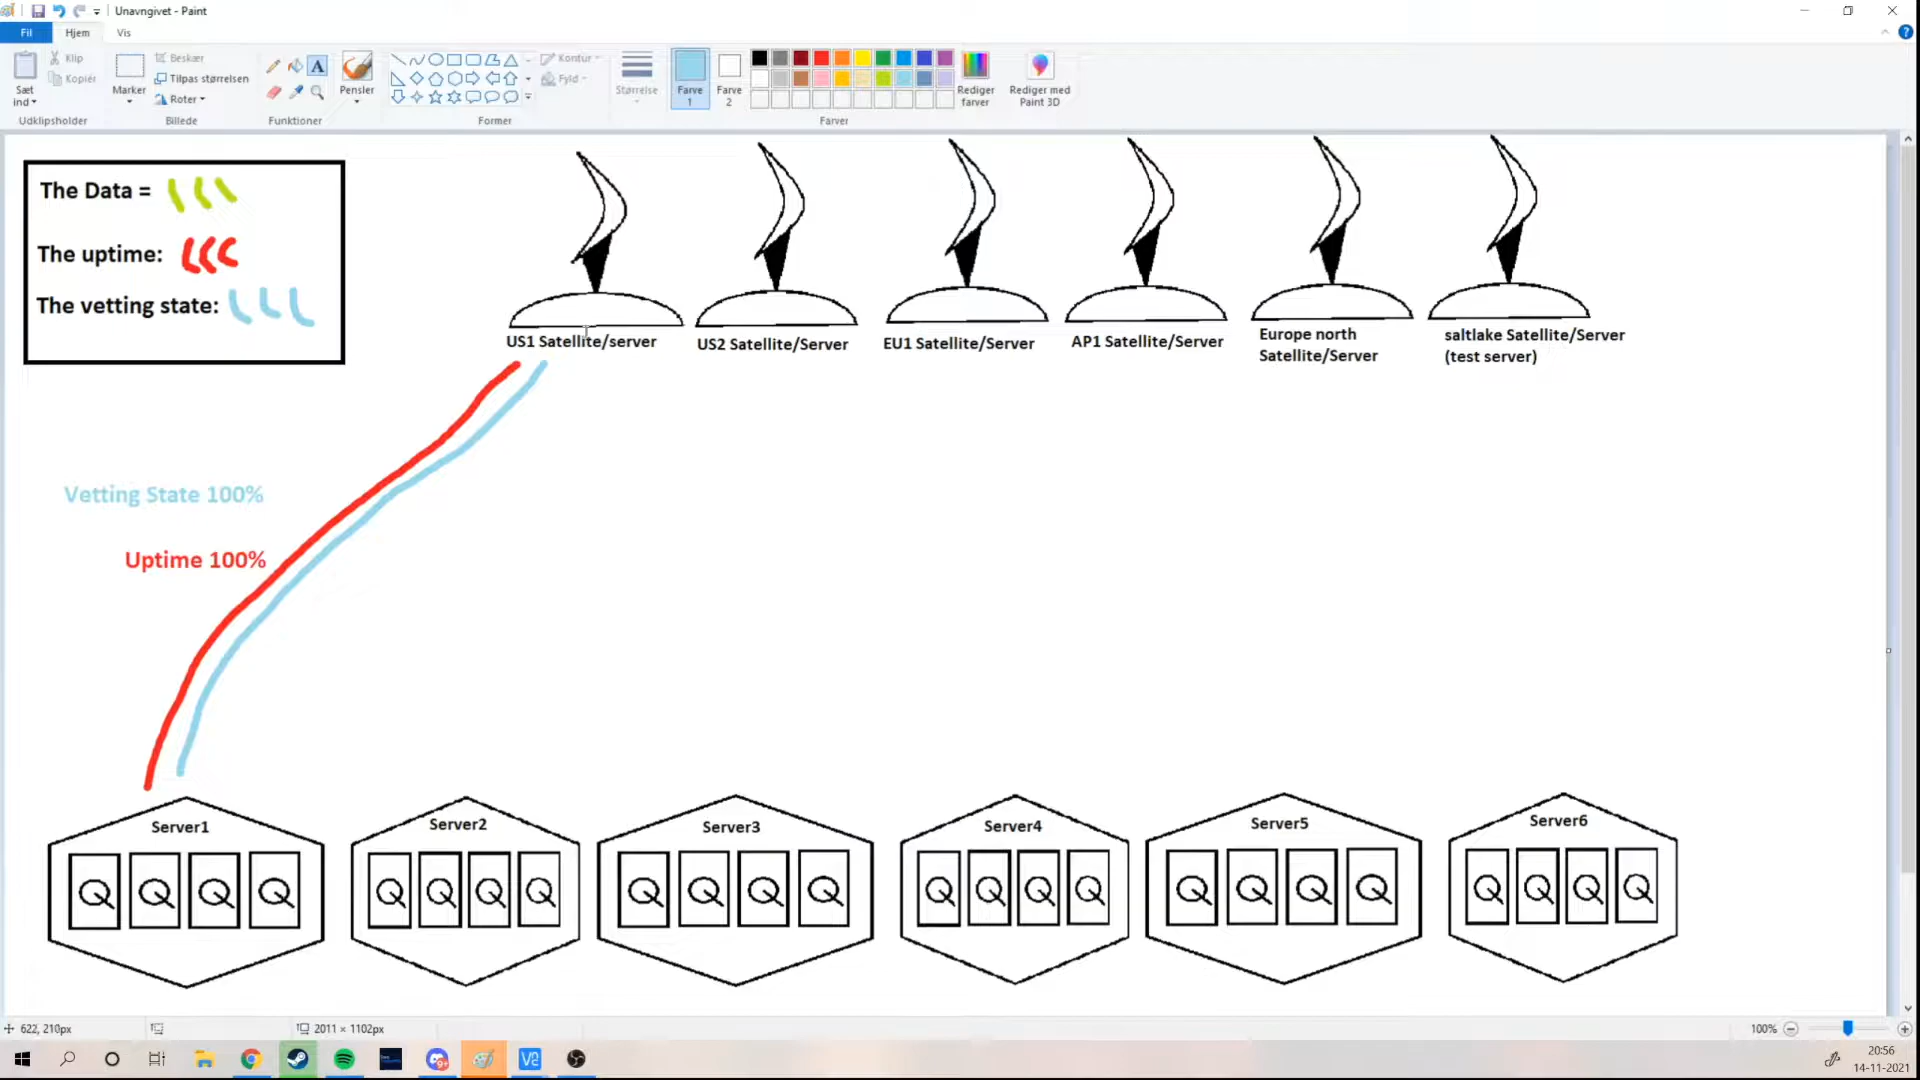 Unavngivet - Paint
Fil
Hjem
Vis
Sæt
ind
Klip
Kopiér
Udklipsholder
Marker
Beskær
Tilpas størrelsen
Roter
Billede
A
Funktioner
Pensler
Former
Kontur
Fyld
Størrelse
Farve
1
Farve
2
Farver
Rediger
farver
Rediger med
Paint 3D
The Data =
The uptime:
The vetting state:
US1 Satellite/server
US2 Satellite/Server
EU1 Satellite/Server
AP1 Satellite/Server
Europe north
Satellite/Server
saltlake Satellite/Server
(test server)
Vetting State 100%
Uptime 100%
Server1
Server2
Server3
Server4
Server5
Server6
622, 210px
2011 × 1102px
100%
20:56
14-11-2021